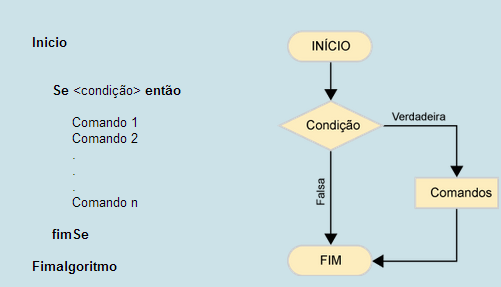 Inicio
Se <condição> então
Comando 1
Comando 2
.
.
.
Comando n
fimSe
Fimalgoritmo
INÍCIO
Condição
Verdadeira
Falsa
Comandos
FIM